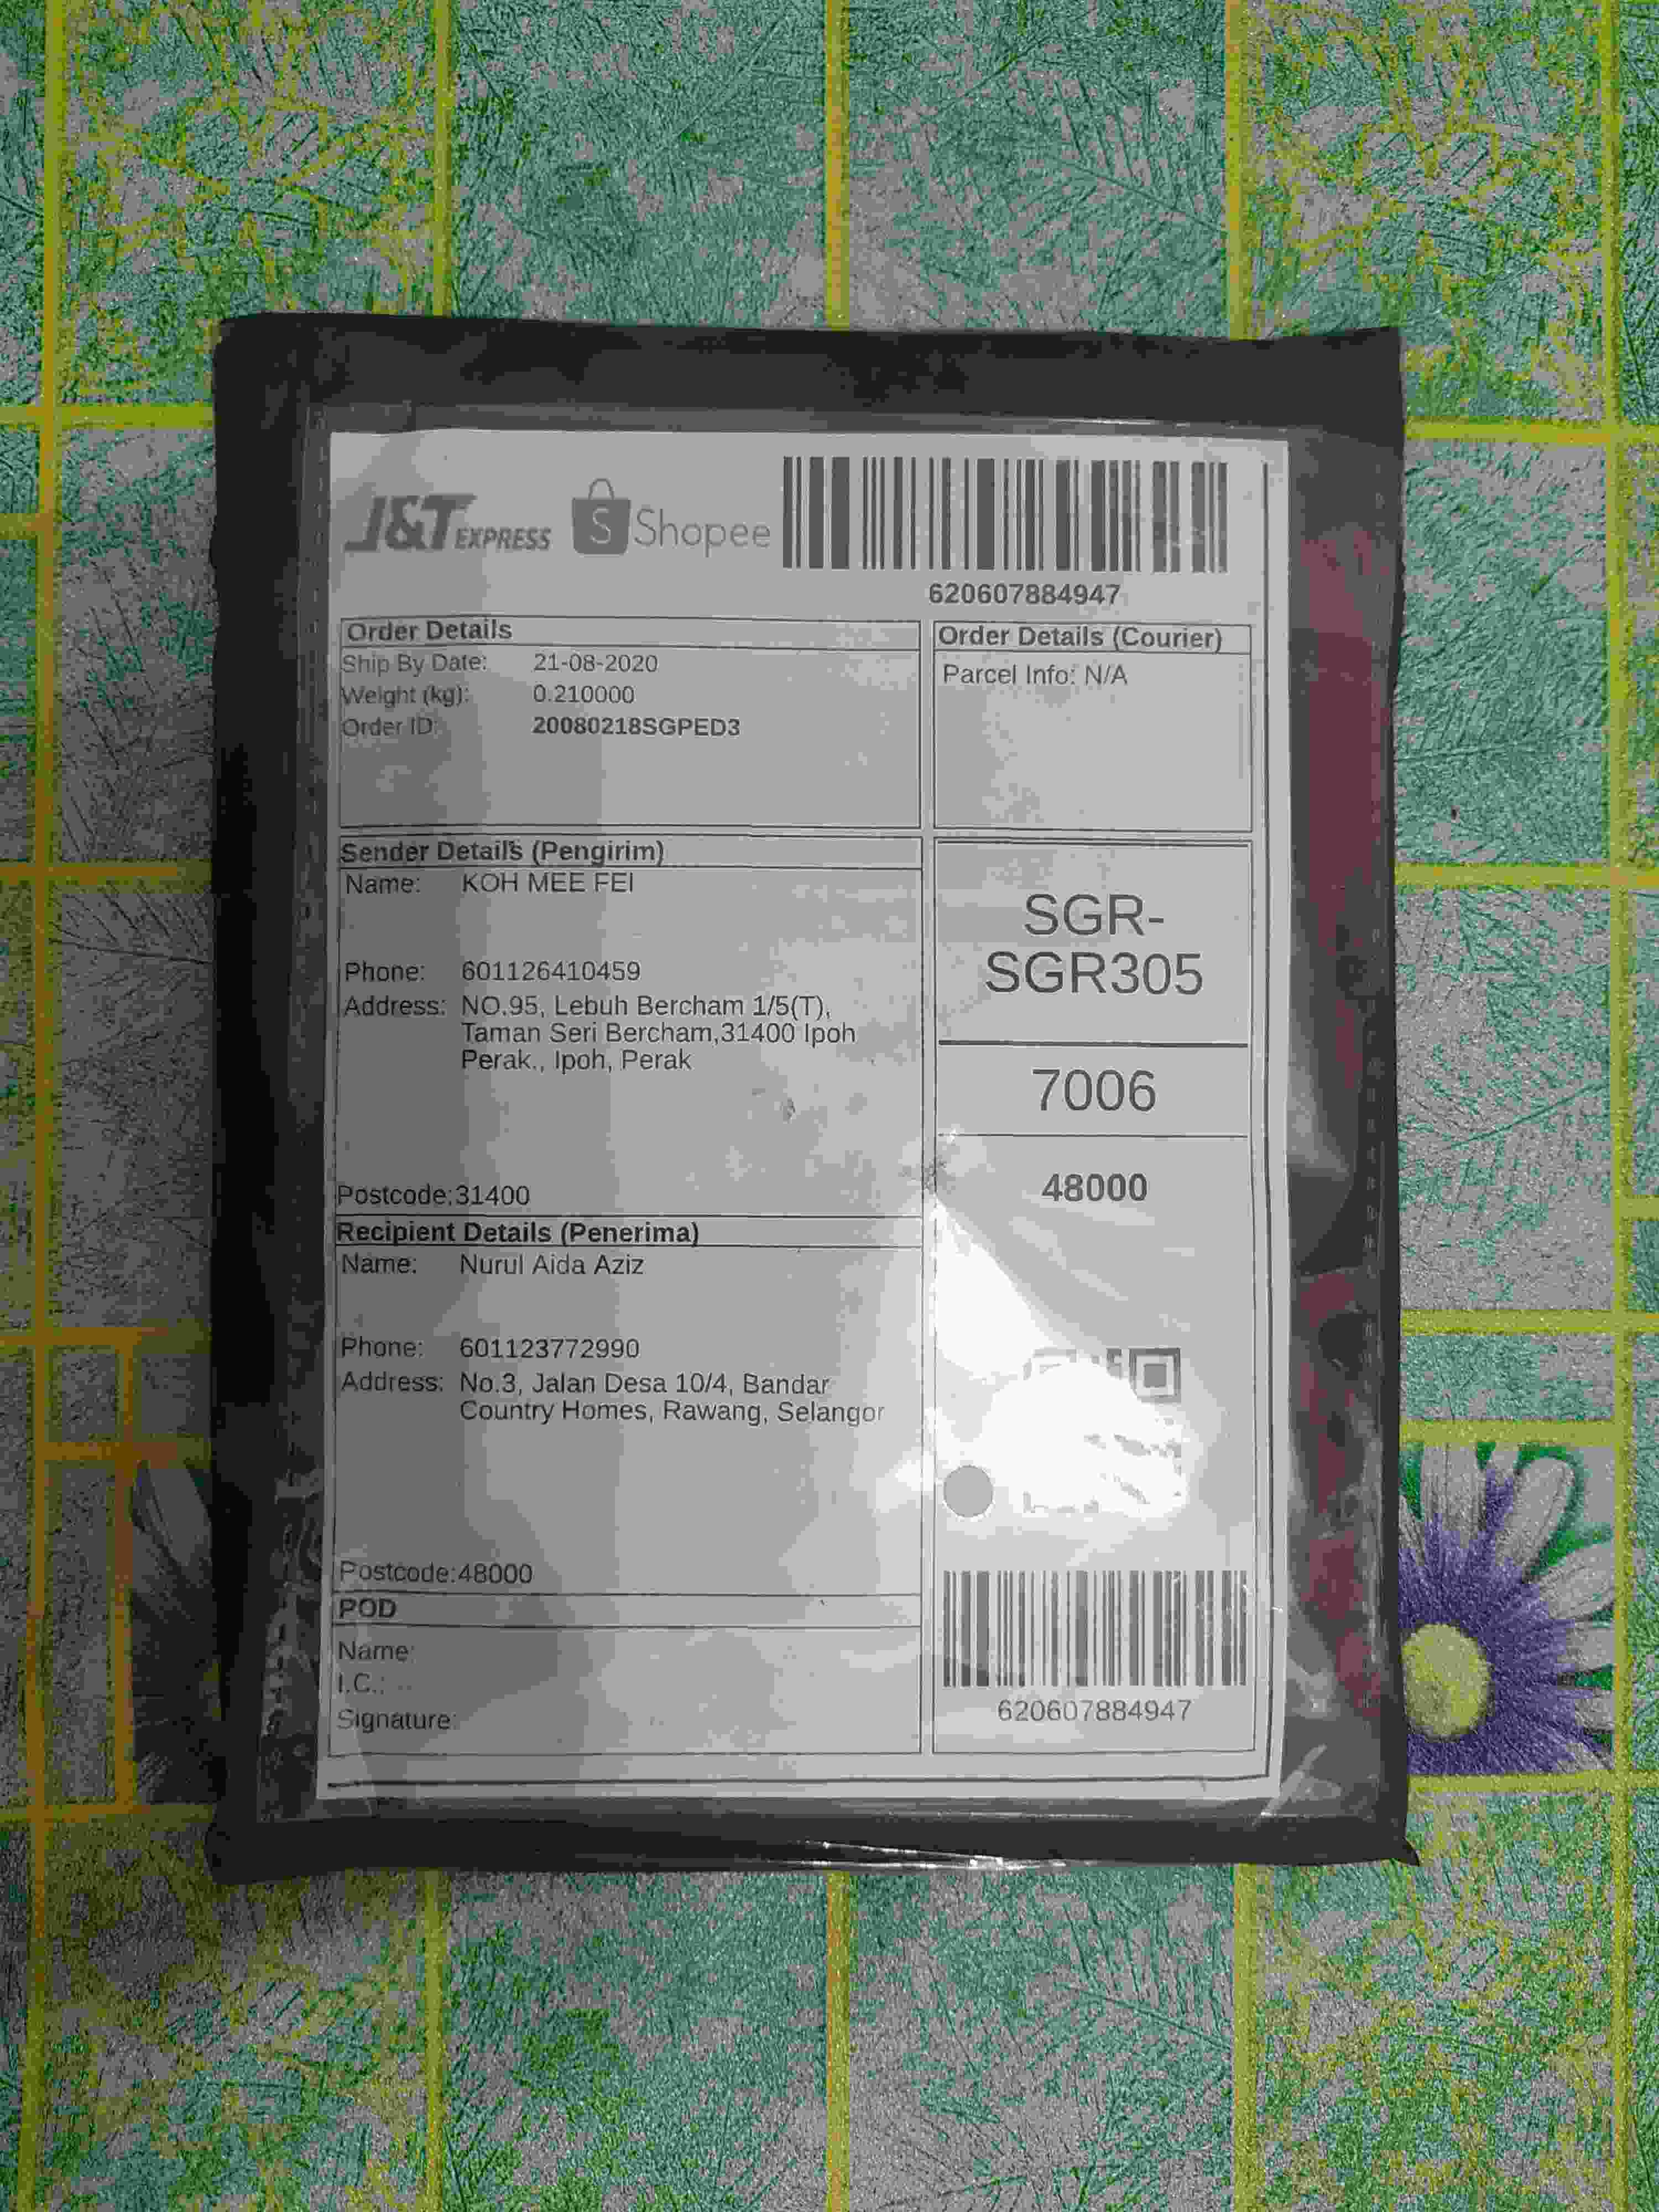 J&T EXPRESS
S Shopee
620607884947
Order Details
Ship By Date: 21-08-2020
Weight (kg): 0.210000
Order ID: 20080218SGPED3
Order Details (Courier)
Parcel Info: N/A
Sender Details (Pengirim)
Name: KOH MEE FEI
Phone: 601126410459
Address: NO.95, Lebuh Bercham 1/5(T),
Taman Seri Bercham,31400 Ipoh
Perak., Ipoh, Perak
Postcode:31400
SGR-
SGR305
7006
48000
Recipient Details (Penerima)
Name: Nurul Aida Aziz
Phone: 601123772990
Address: No.3, Jalan Desa 10/4, Bandar
Country Homes, Rawang, Selangor
Postcode:48000
POD
Name:
I.C.:
Signature:
620607884947